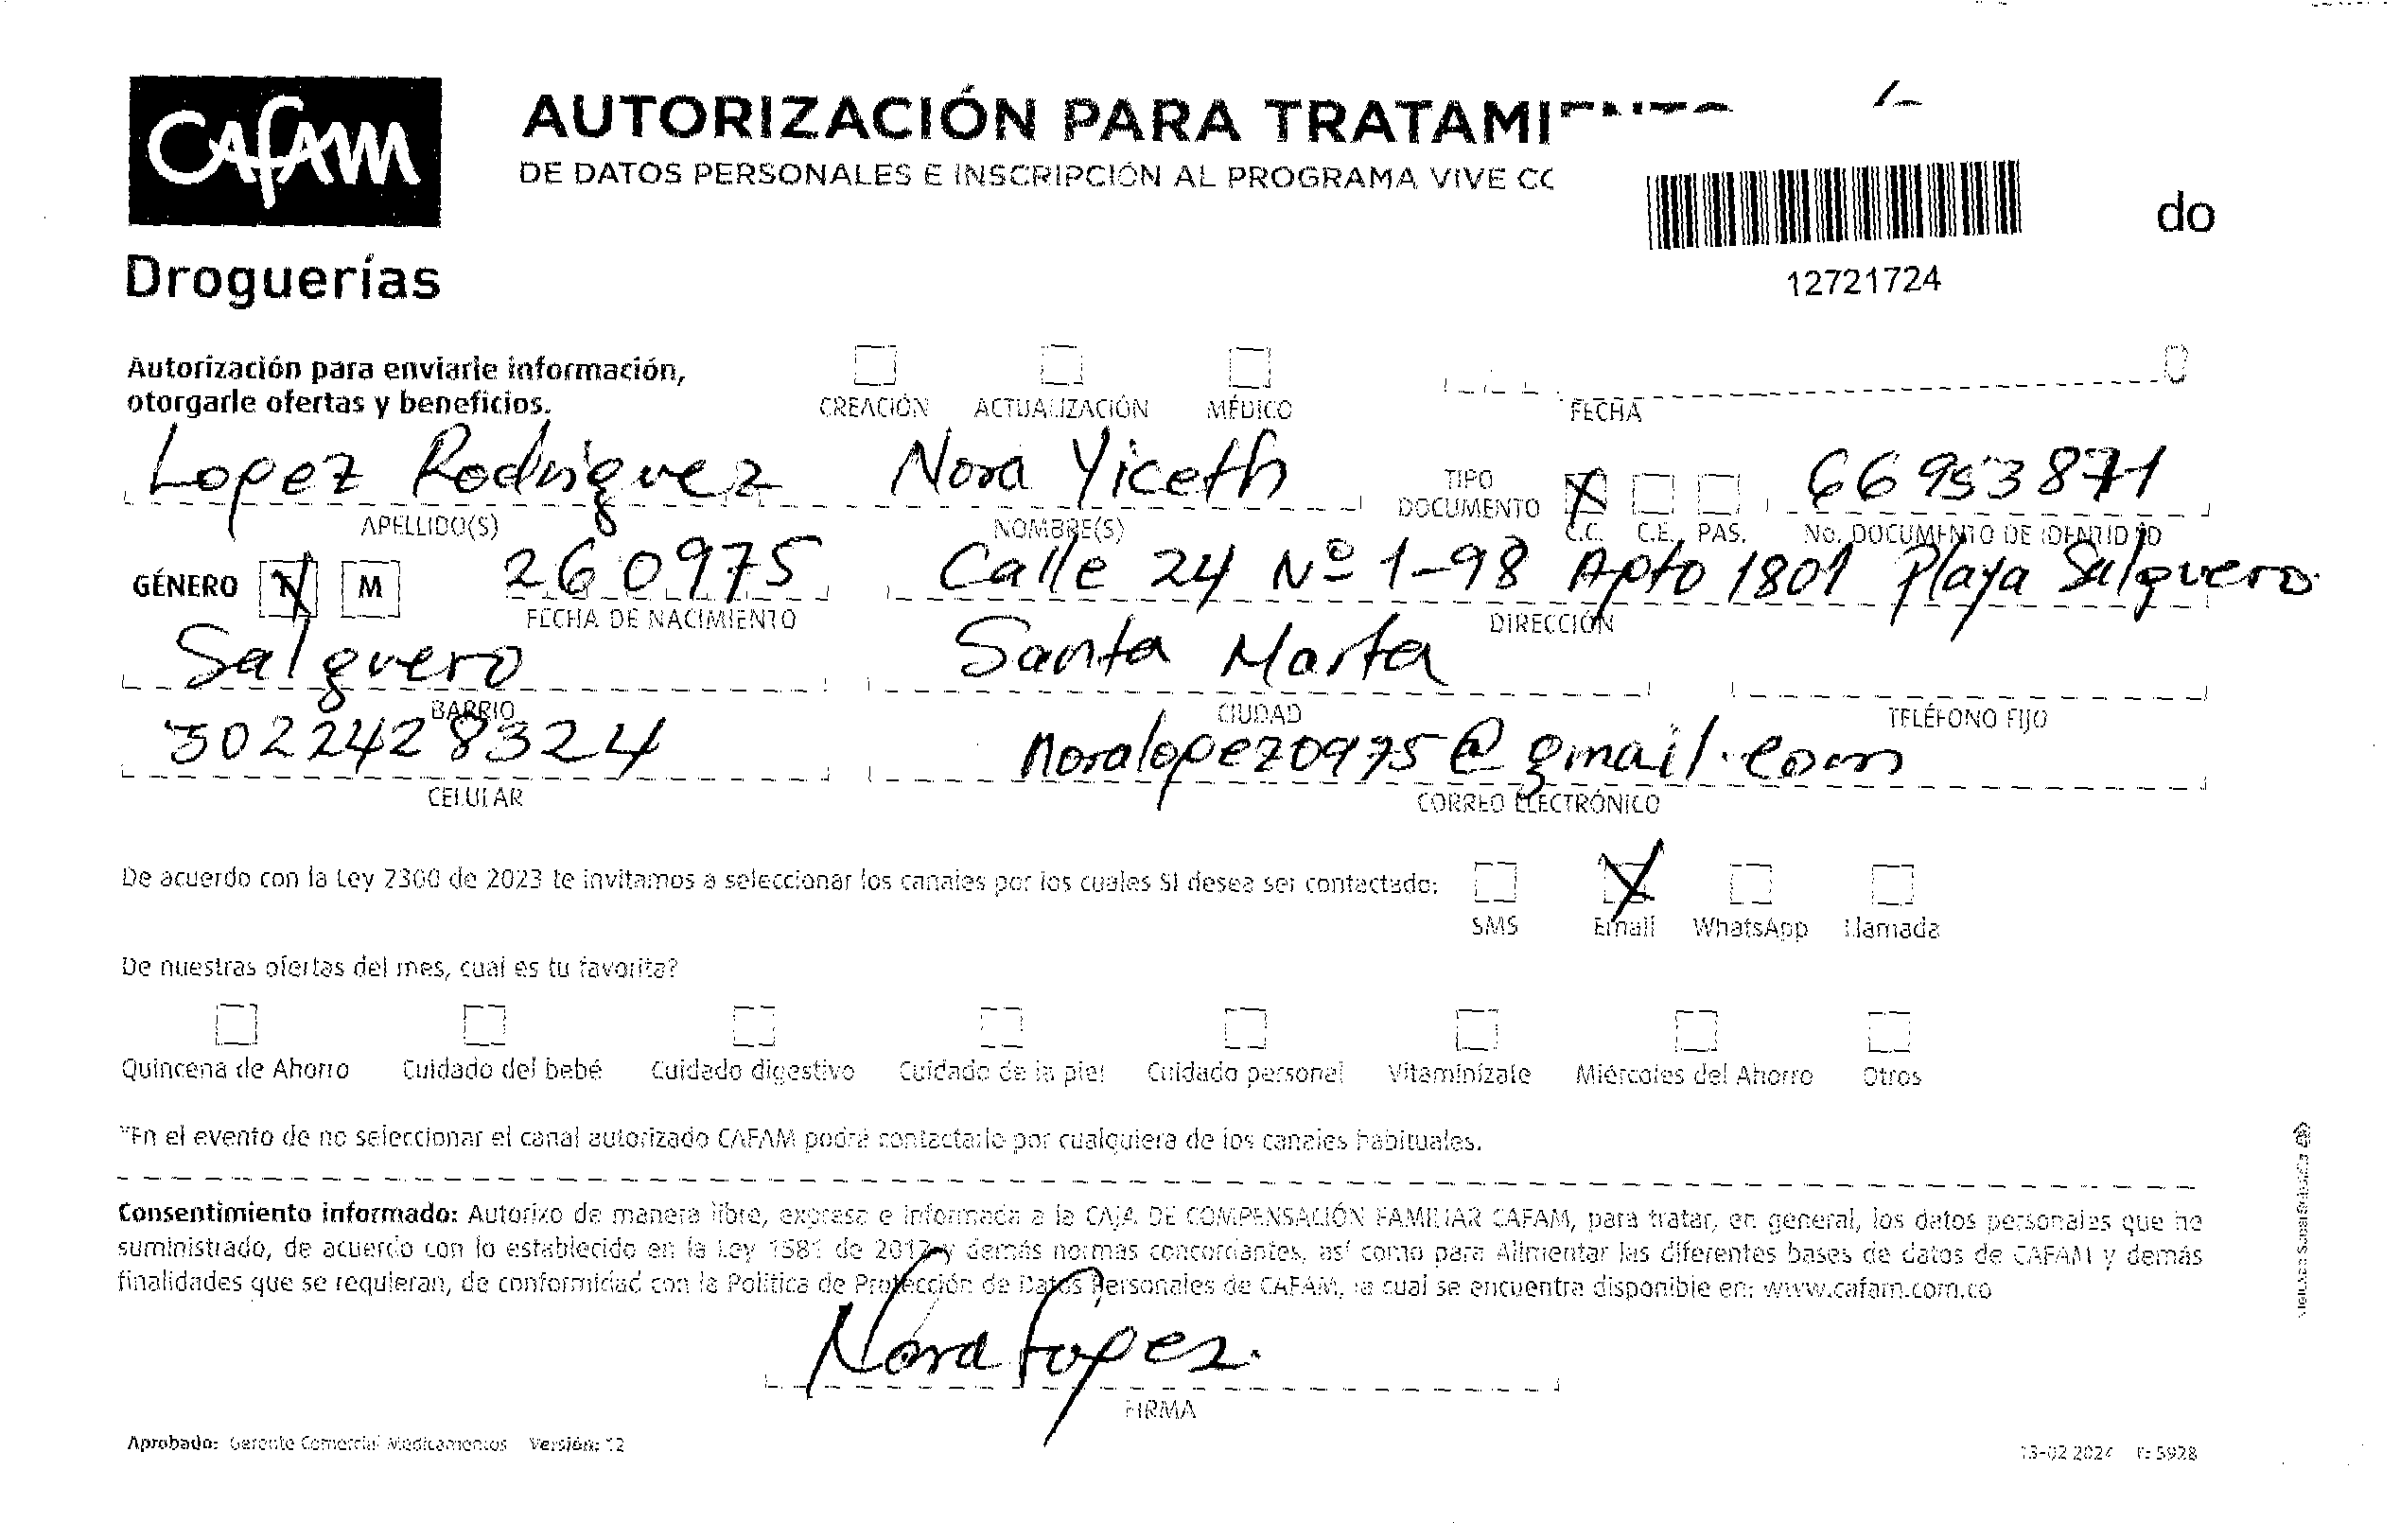 CAFAM
Droguerías
AUTORIZACIÓN PARA TRATAMI
DE DATOS PERSONALES E INSCRIPCIÓN AL PROGRAMA VIVE CC
do
12721724
Autorización para enviarle información,
otorgarle ofertas y beneficios.
CREACIÓN ACTUALIZACIÓN MÉDICO FECHA
Lopez Rodriguez Nora Yiceth TIPO DOCUMENTO X 66953871
APELLIDO(S) NOMBRE(S) C.C. C.E. PAS. No. DOCUMENTO DE IDENTIDAD
GÉNERO X M 260975 Calle 24 Nº 1-98 Apto 1801 Playa Salguero
FECHA DE NACIMIENTO DIRECCIÓN
Salguero Santa Marta
BARRIO CIUDAD TELÉFONO FIJO
3022428324 noralopez0975@gmail.com
CELULAR CORREO ELECTRÓNICO
De acuerdo con la Ley 2300 de 2023 te invitamos a seleccionar los canales por los cuales SI desea ser contactado:
X
SMS Email WhatsApp Llamada
De nuestras ofertas del mes, cual es tu favorita?
Quincena de Ahorro Cuidado del bebé Cuidado digestivo Cuidado de la piel Cuidado personal Vitaminízate Miércoles del Ahorro Otros
*En el evento de no seleccionar el canal autorizado CAFAM podrá contactarlo por cualquiera de los canales habituales.
Consentimiento informado: Autorizo de manera libre, expresa e informada a la CAJA DE COMPENSACIÓN FAMILIAR CAFAM, para tratar, en general, los datos personales que he
suministrado, de acuerdo con lo establecido en la Ley 1581 de 2012 y demás normas concordantes, así como para Alimentar las diferentes bases de datos de CAFAM y demás
finalidades que se requieran, de conformidad con la Política de Protección de Datos Personales de CAFAM, la cual se encuentra disponible en: www.cafam.com.co
Nora Lopez.
FIRMA
Aprobado: Gerente Comercial Medicamentos Versión: 12
13-02 2024 F: 5928